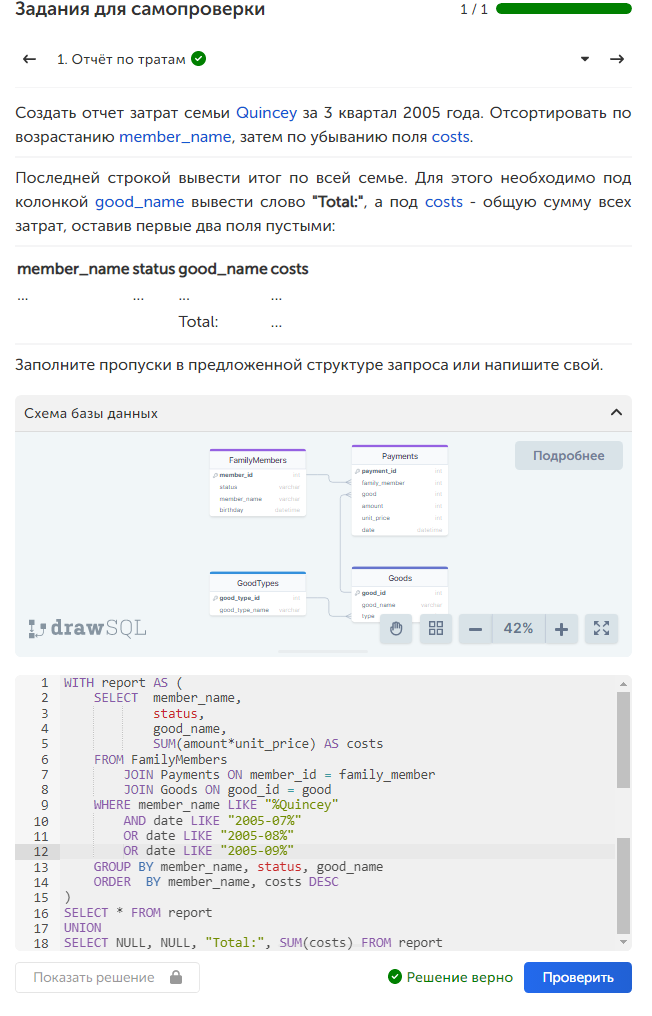 Задания для самопроверки
1 / 1
1. Отчёт по тратам
Создать отчет затрат семьи Quincey за 3 квартал 2005 года. Отсортировать по
возрастанию member_name, затем по убыванию поля costs.
Последней строкой вывести итог по всей семье. Для этого необходимо под
колонкой good_name вывести слово "Total:", а под costs - общую сумму всех
затрат, оставив первые два поля пустыми:
member_name status good_name costs
... ... ... ...
Total: ...
Заполните пропуски в предложенной структуре запроса или напишите свой.
Схема базы данных
Подробнее
FamilyMembers
member_id int
status varchar
member_name varchar
birthday datetime
Payments
payment_id int
family_member int
good int
amount int
unit_price int
date datetime
GoodTypes
good_type_id int
good_type_name varchar
Goods
good_id int
good_name varchar
type
drawSQL
42%
1 WITH report AS (
2 SELECT member_name,
3 status,
4 good_name,
5 SUM(amount*unit_price) AS costs
6 FROM FamilyMembers
7 JOIN Payments ON member_id = family_member
8 JOIN Goods ON good_id = good
9 WHERE member_name LIKE "%Quincey"
10 AND date LIKE "2005-07%"
11 OR date LIKE "2005-08%"
12 OR date LIKE "2005-09%"
13 GROUP BY member_name, status, good_name
14 ORDER BY member_name, costs DESC
15 )
16 SELECT * FROM report
17 UNION
18 SELECT NULL, NULL, "Total:", SUM(costs) FROM report
Показать решение
Решение верно
Проверить